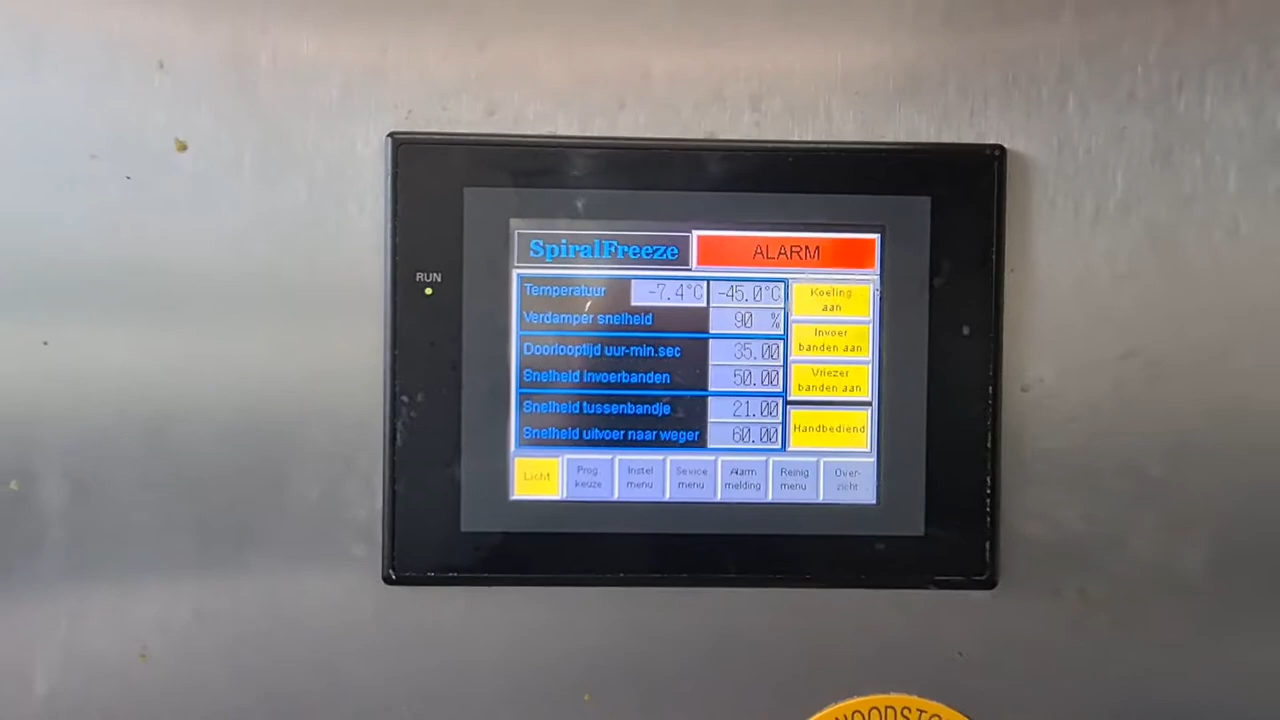 RUN
SpiralFreeze
ALARM
Temperatuur -7.4°C -45.0°C
Verdamper snelheid 90 %
Doorlooptijd uur-min.sec 35.00
Snelheid invoerbanden 50.00
Snelheid tussenbandje 21.00
Snelheid uitvoer naar weger 60.00
Koeling
aan
Invoer
banden aan
Vriezer
banden aan
Handbediend
Licht
Prog.
keuze
Instel
menu
Sevice
menu
Alarm
melding
Reinig
menu
Over-
zicht